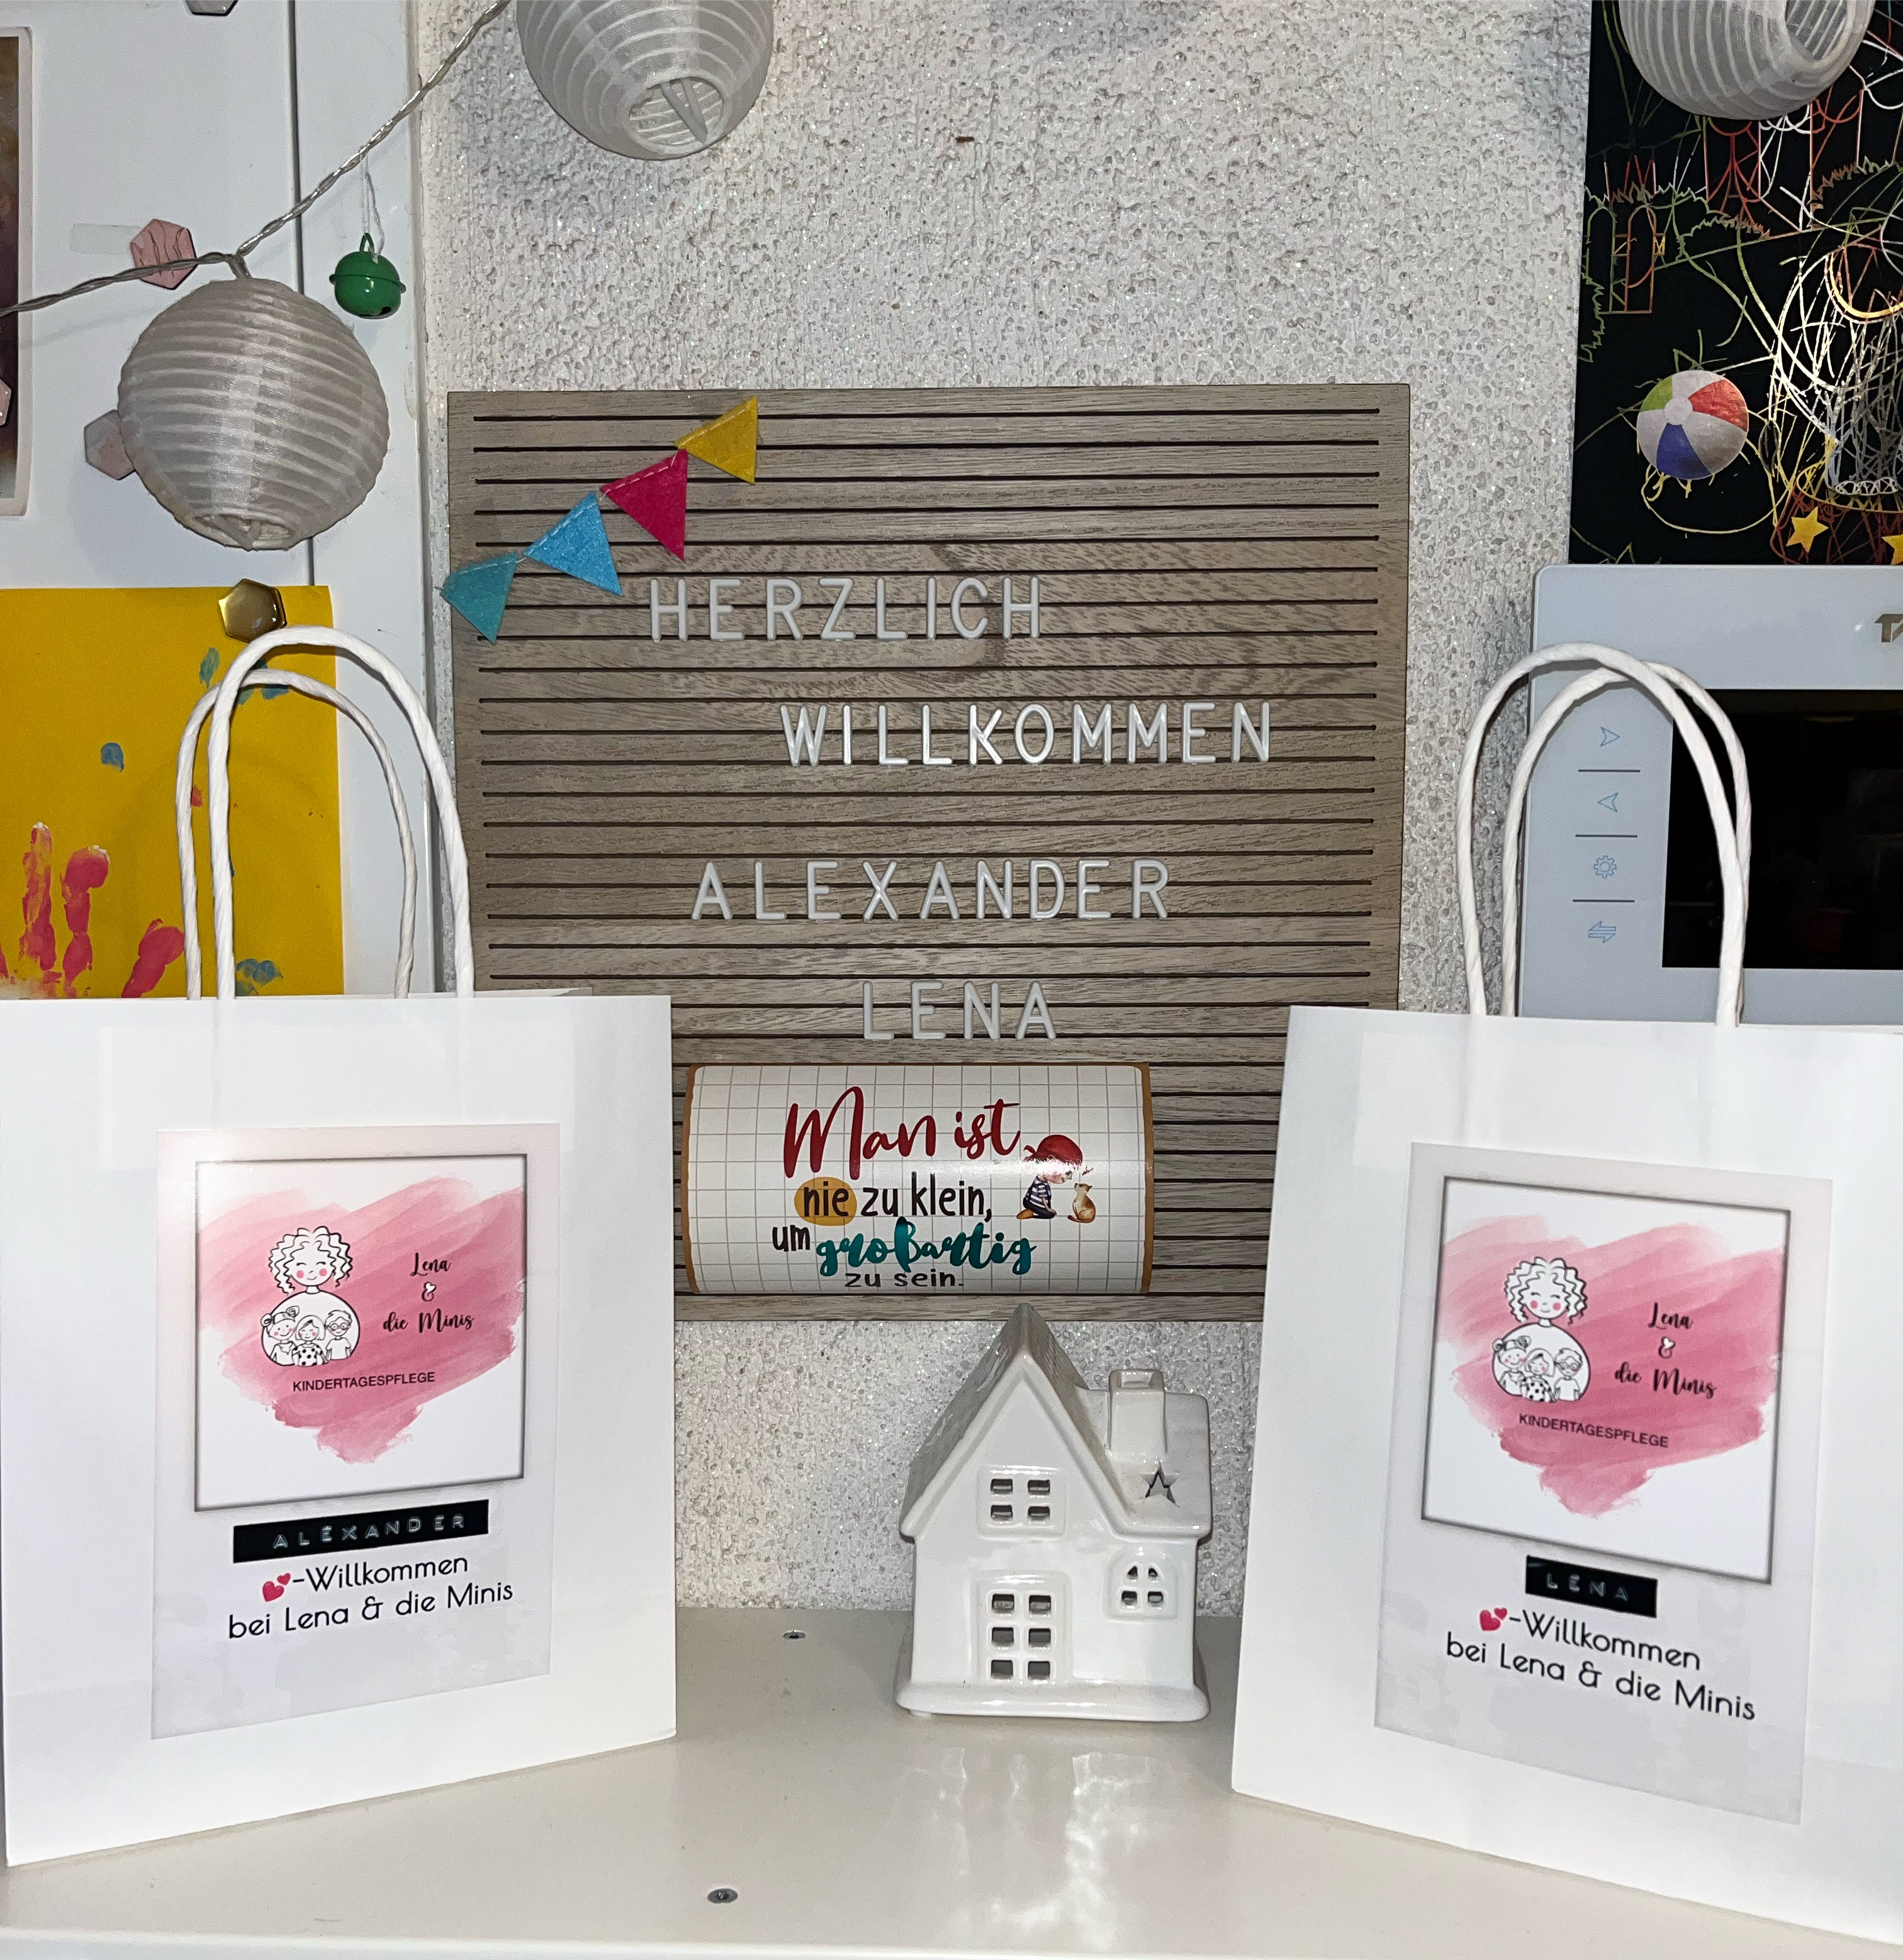 HERZLICH
WILLKOMMEN
ALEXANDER
LENA
Man ist
nie zu klein,
um großartig
zu sein.
Lena
&
die Minis
KINDERTAGESPFLEGE
ALEXANDER
💕-Willkommen
bei Lena & die Minis
Lena
&
die Minis
KINDERTAGESPFLEGE
LENA
💕-Willkommen
bei Lena & die Minis